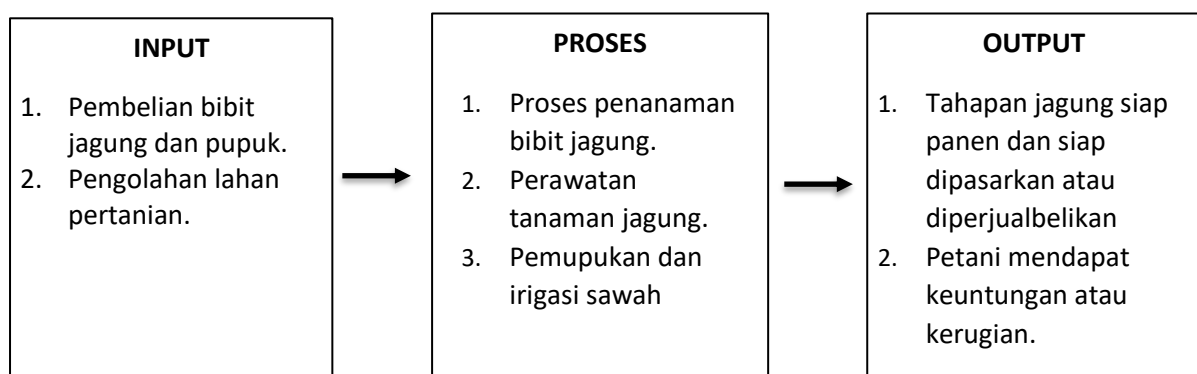 INPUT
1. Pembelian bibit
jagung dan pupuk.
2. Pengolahan lahan
pertanian.
PROSES
1. Proses penanaman
bibit jagung.
2. Perawatan
tanaman jagung.
3. Pemupukan dan
irigasi sawah
OUTPUT
1. Tahapan jagung siap
panen dan siap
dipasarkan atau
diperjualbelikan
2. Petani mendapat
keuntungan atau
kerugian.